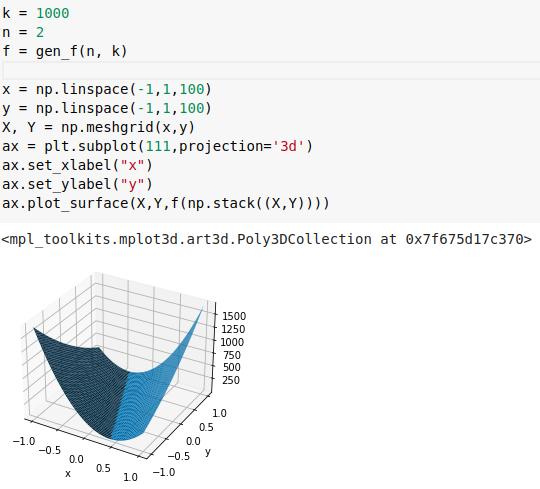 k = 1000
n = 2
f = gen_f(n, k)
x = np.linspace(-1,1,100)
y = np.linspace(-1,1,100)
X, Y = np.meshgrid(x,y)
ax = plt.subplot(111,projection='3d')
ax.set_xlabel("x")
ax.set_ylabel("y")
ax.plot_surface(X,Y,f(np.stack((X,Y))))
<mpl_toolkits.mplot3d.art3d.Poly3DCollection at 0x7f675d17c370>
1500
1250
1000
750
500
250
1.0
0.5
0.0
−0.5
−1.0
y
−1.0
−0.5
0.0
0.5
1.0
x